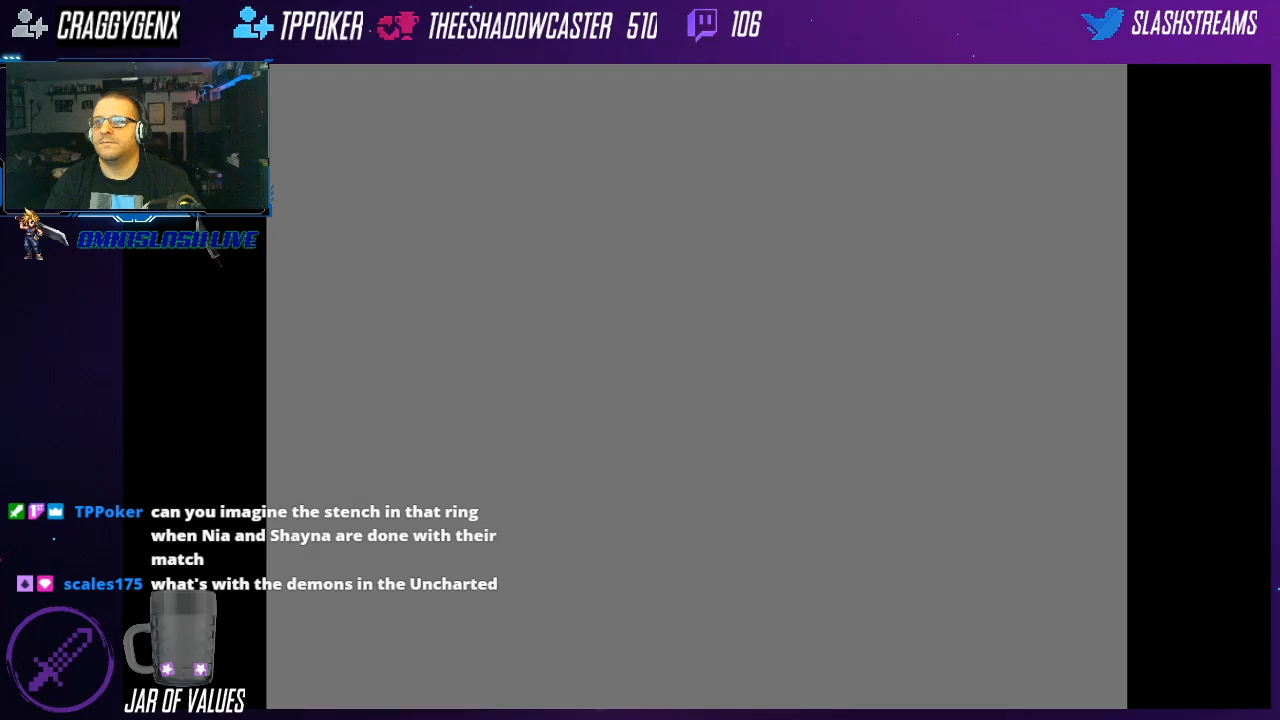 CRAGGYGENX TPPOKER THEESHADOWCASTER 510 106 SLASHSTREAMS
OMNISLASH LIVE
TPPoker can you imagine the stench in that ring
when Nia and Shayna are done with their
match
scales175 what's with the demons in the Uncharted
JAR OF VALUES